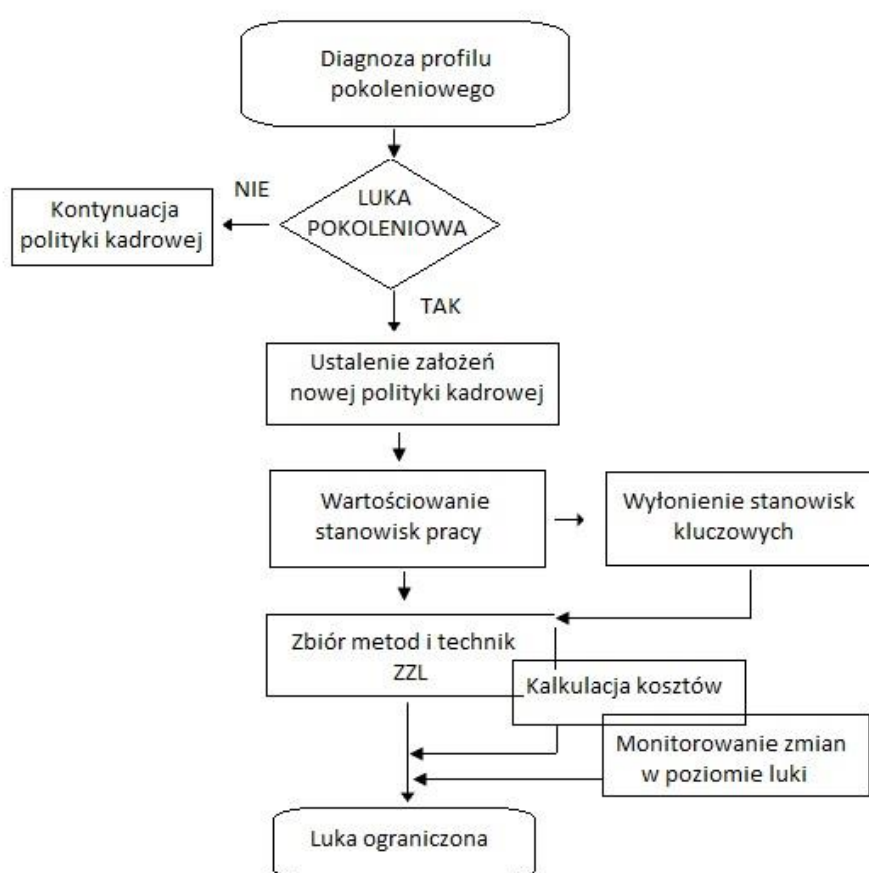 Diagnoza profilu
pokoleniowego
NIE
LUKA
POKOLENIOWA
Kontynuacja
polityki kadrowej
TAK
Ustalenie założeń
nowej polityki kadrowej
Wartościowanie
stanowisk pracy
Wyłonienie stanowisk
kluczowych
Zbiór metod i technik
ZZL
Kalkulacja kosztów
Monitorowanie zmian
w poziomie luki
Luka ograniczona